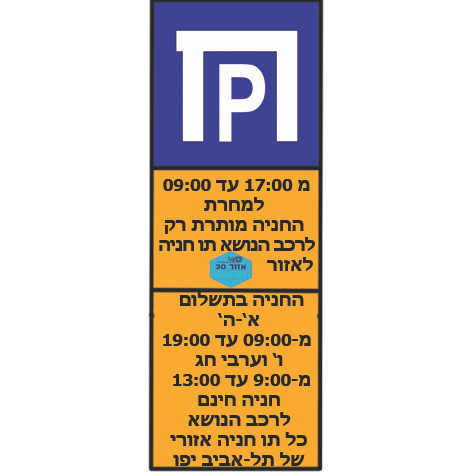 P
מ 17:00 עד 09:00
למחרת
החניה מותרת רק
לרכב הנושא תו חניה
לאזור
אזור 30
החניה בתשלום
א'-ה'
מ-09:00 עד 19:00
ו' וערבי חג
מ-9:00 עד 13:00
חניה חינם
לרכב הנושא
כל תו חניה אזורי
של תל-אביב יפו